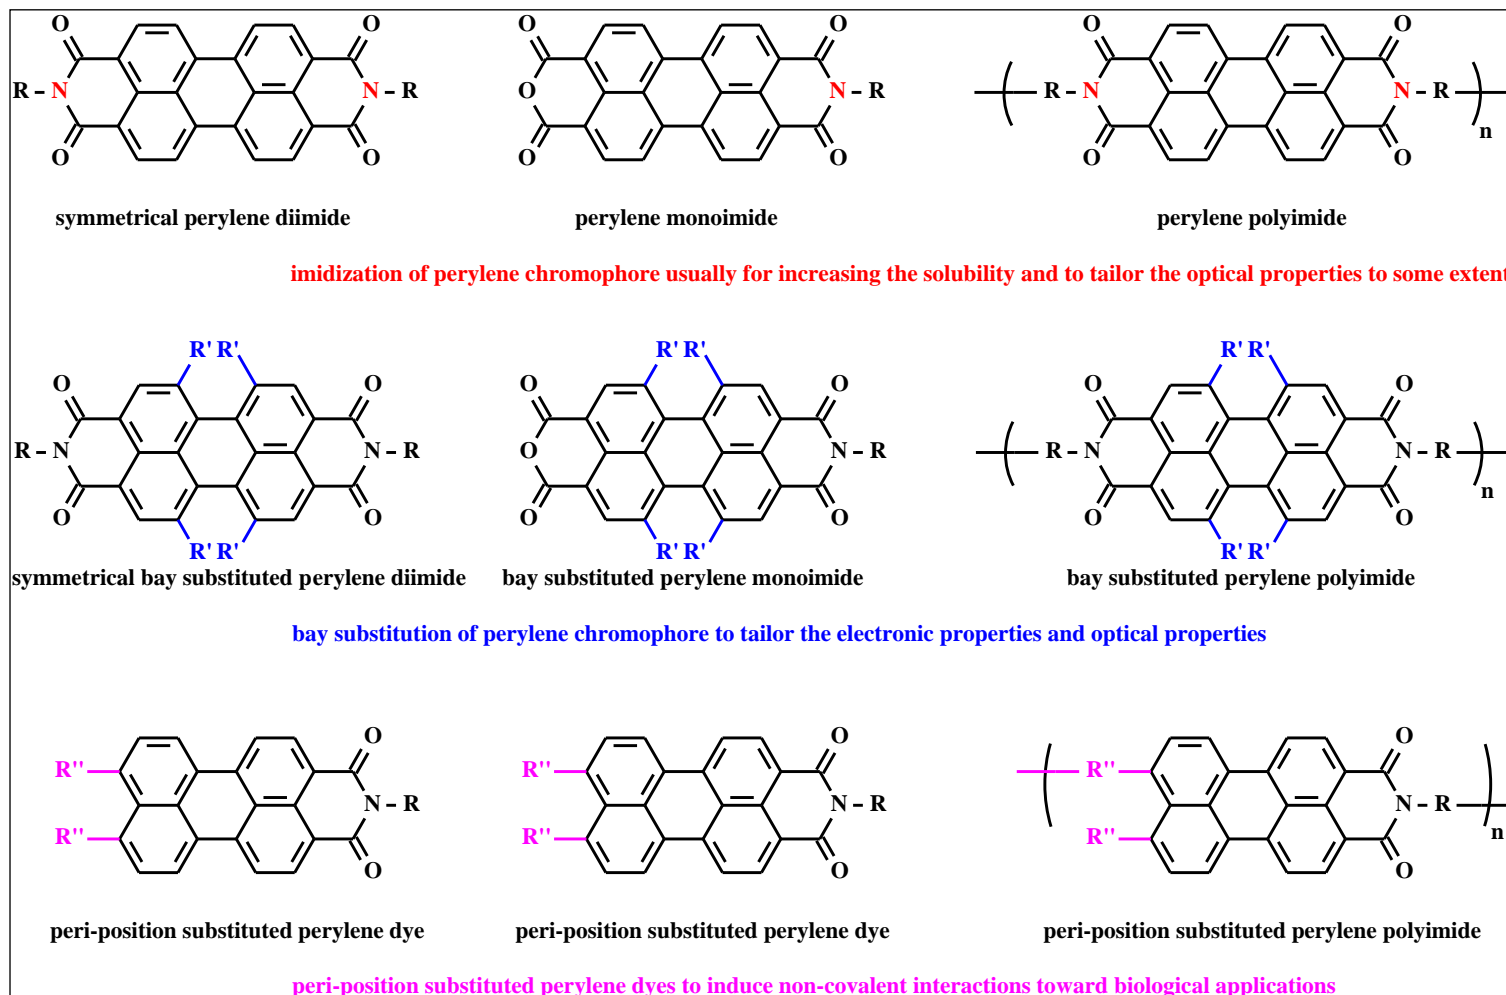 O O O O O O
R N N R O N R R N N R n
O O O O O O
symmetrical perylene diimide perylene monoimide perylene polyimide
imidization of perylene chromophore usually for increasing the solubility and to tailor the optical properties to some extent
R' R' R' R' R' R'
O O O O O O
R N N R O N R R N N R n
O O O O O O
R' R' R' R' R' R'
symmetrical bay substituted perylene diimide bay substituted perylene monoimide bay substituted perylene polyimide
bay substitution of perylene chromophore to tailor the electronic properties and optical properties
O O O
R'' R'' R''
N R N R N R
R'' R'' R'' n
O O O
peri-position substituted perylene dye peri-position substituted perylene dye peri-position substituted perylene polyimide
peri-position substituted perylene dyes to induce non-covalent interactions toward biological applications